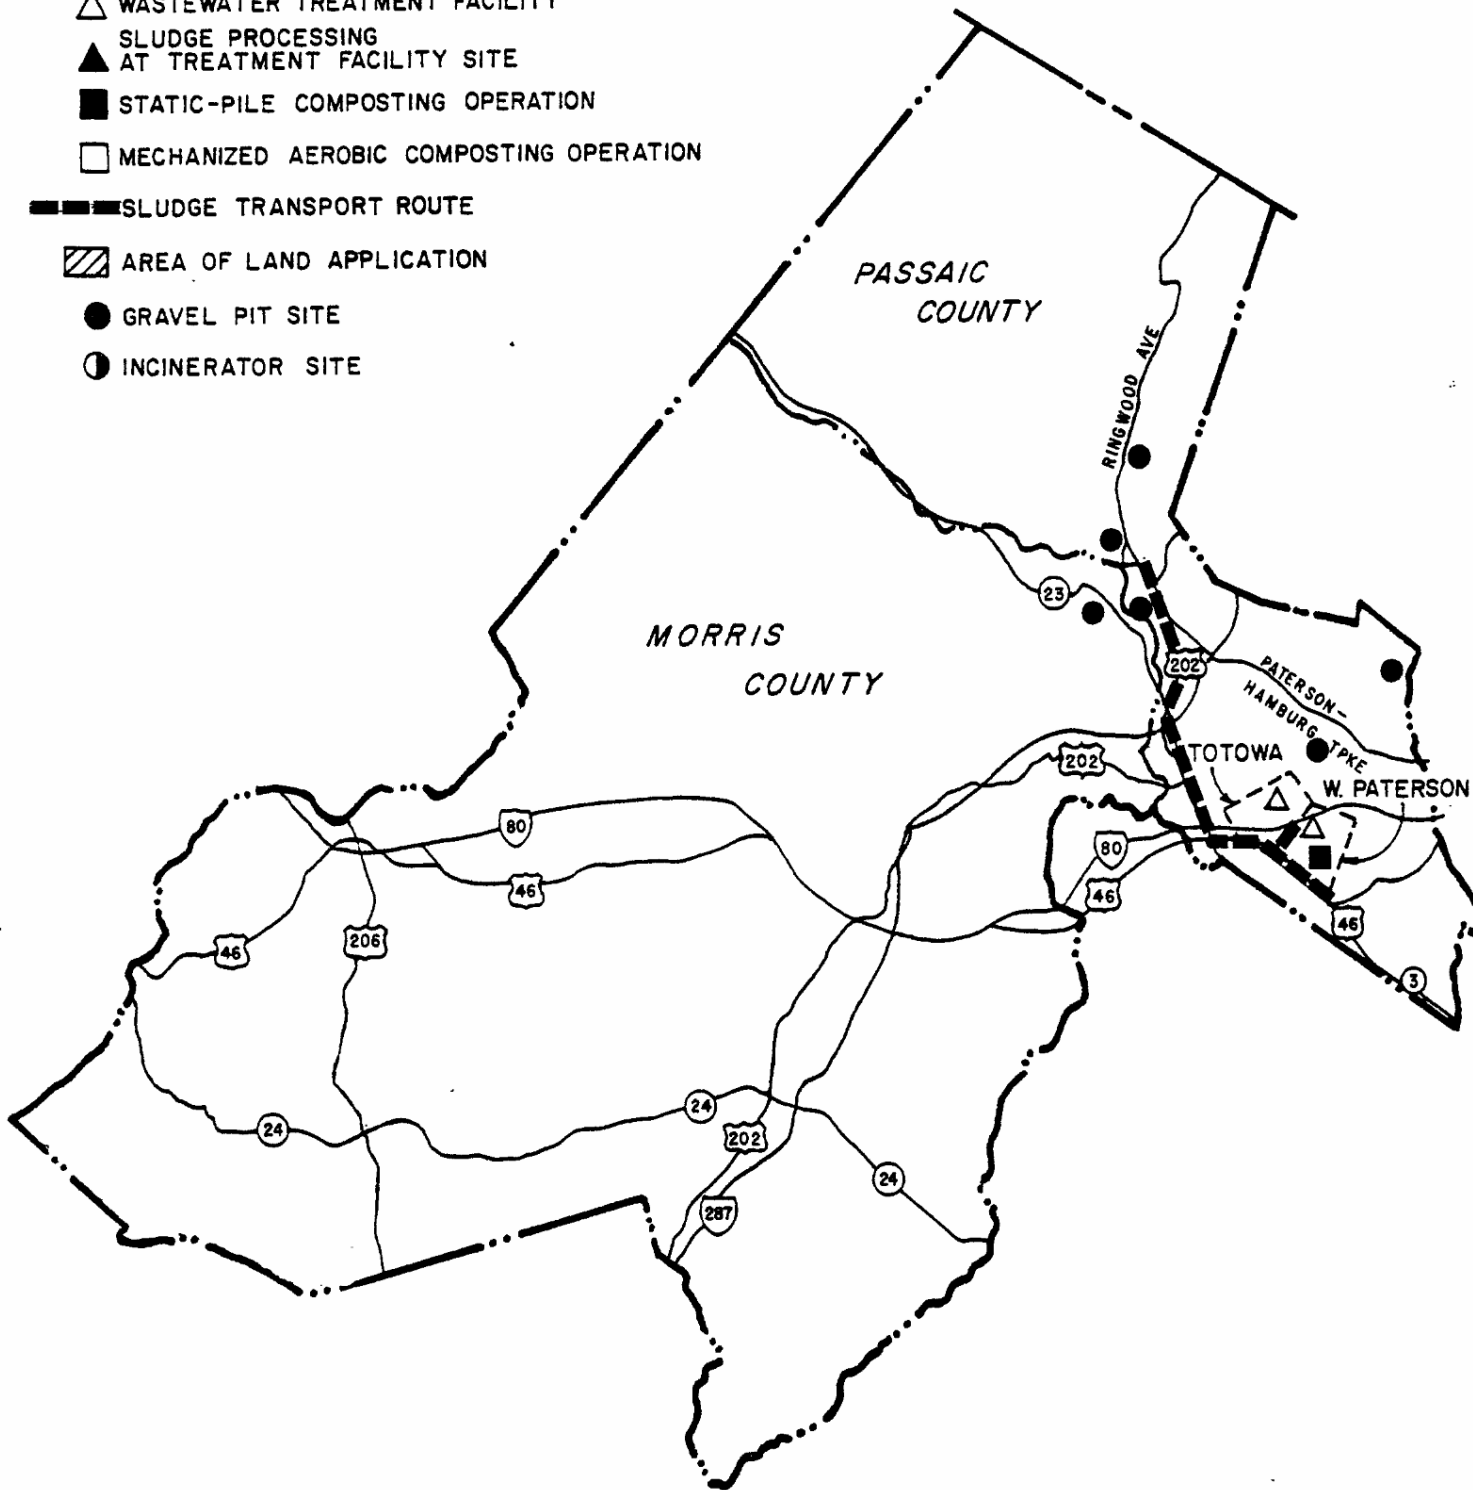 WASTEWATER TREATMENT FACILITY
SLUDGE PROCESSING
AT TREATMENT FACILITY SITE
STATIC-PILE COMPOSTING OPERATION
MECHANIZED AEROBIC COMPOSTING OPERATION
SLUDGE TRANSPORT ROUTE
AREA OF LAND APPLICATION
GRAVEL PIT SITE
INCINERATOR SITE
PASSAIC
COUNTY
RINGWOOD AVE
23
MORRIS
COUNTY
202
PATERSON-
HAMBURG TPKE
TOTOWA
202
W. PATERSON
80
80
46
46
46
206
46
3
24
24
202
24
287